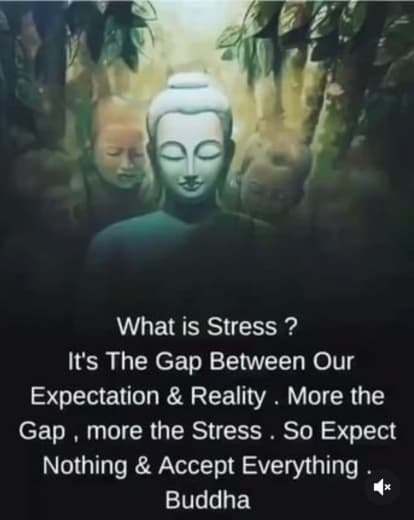 What is Stress ?
It's The Gap Between Our
Expectation & Reality . More the
Gap , more the Stress . So Expect
Nothing & Accept Everything .
Buddha